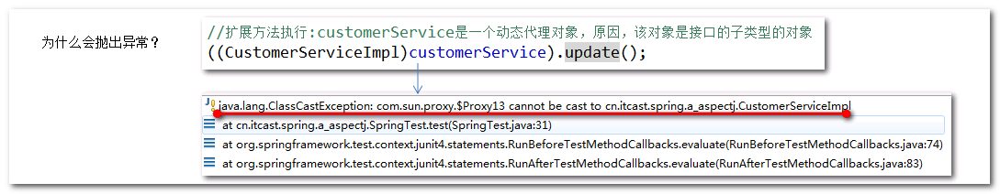 为什么会抛出异常？
//扩展方法执行:customerService是一个动态代理对象，原因，该对象是接口的子类型的对象
((CustomerServiceImpl)customerService).update();
java.lang.ClassCastException: com.sun.proxy.$Proxy13 cannot be cast to cn.itcast.spring.a_aspectj.CustomerServiceImpl
at cn.itcast.spring.a_aspectj.SpringTest.test(SpringTest.java:31)
at org.springframework.test.context.junit4.statements.RunBeforeTestMethodCallbacks.evaluate(RunBeforeTestMethodCallbacks.java:74)
at org.springframework.test.context.junit4.statements.RunAfterTestMethodCallbacks.evaluate(RunAfterTestMethodCallbacks.java:83)